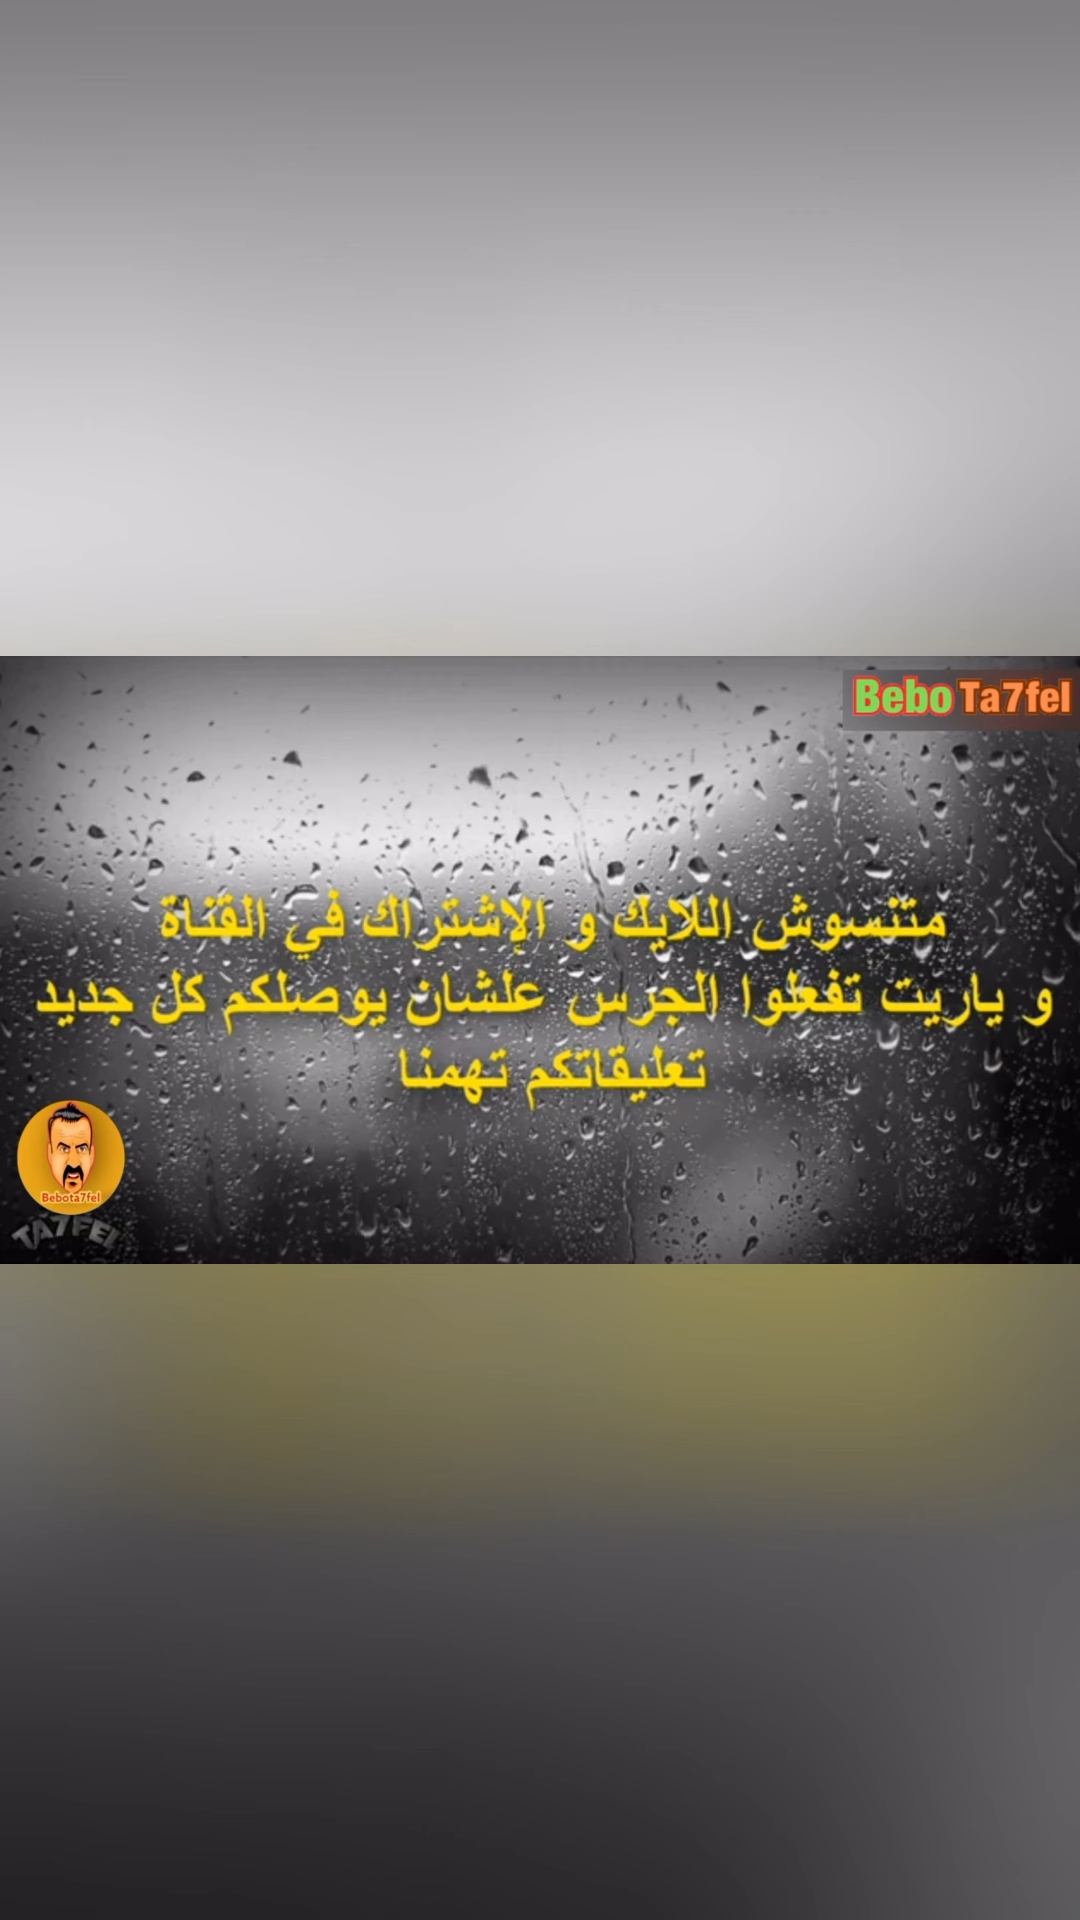 Bebo Ta7fel
متنسوش اللايك و الإشتراك في القناة
و ياريت تفعلوا الجرس علشان يوصلكم كل جديد
تعليقاتكم تهمنا
Bebota7fel
TA7FEL